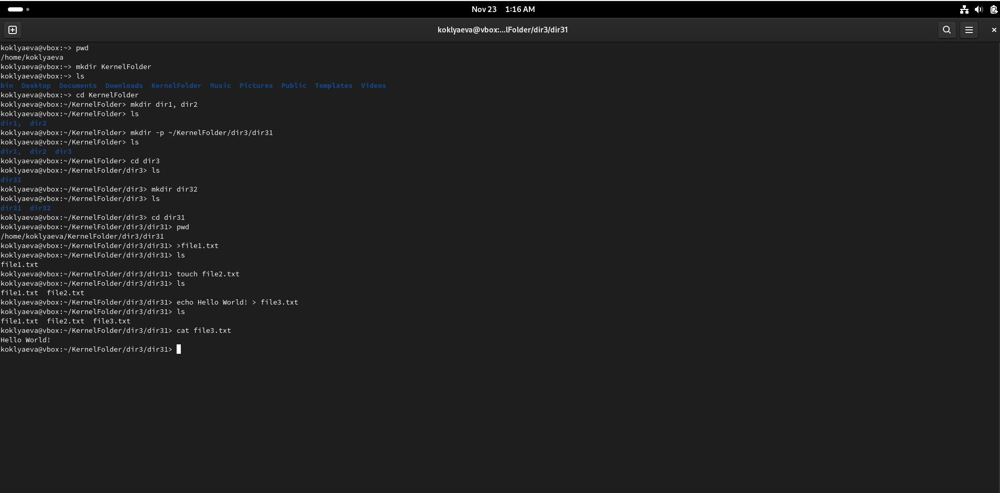 Nov 23 1:16 AM
koklyaeva@vbox:...lFolder/dir3/dir31
koklyaeva@vbox:~> pwd
/home/koklyaeva
koklyaeva@vbox:~> mkdir KernelFolder
koklyaeva@vbox:~> ls
bin  Desktop  Documents  Downloads  KernelFolder  Music  Pictures  Public  Templates  Videos
koklyaeva@vbox:~> cd KernelFolder
koklyaeva@vbox:~/KernelFolder> mkdir dir1, dir2
koklyaeva@vbox:~/KernelFolder> ls
dir1,  dir2
koklyaeva@vbox:~/KernelFolder> mkdir -p ~/KernelFolder/dir3/dir31
koklyaeva@vbox:~/KernelFolder> ls
dir1,  dir2  dir3
koklyaeva@vbox:~/KernelFolder> cd dir3
koklyaeva@vbox:~/KernelFolder/dir3> ls
dir31
koklyaeva@vbox:~/KernelFolder/dir3> mkdir dir32
koklyaeva@vbox:~/KernelFolder/dir3> ls
dir31  dir32
koklyaeva@vbox:~/KernelFolder/dir3> cd dir31
koklyaeva@vbox:~/KernelFolder/dir3/dir31> pwd
/home/koklyaeva/KernelFolder/dir3/dir31
koklyaeva@vbox:~/KernelFolder/dir3/dir31> >file1.txt
koklyaeva@vbox:~/KernelFolder/dir3/dir31> ls
file1.txt
koklyaeva@vbox:~/KernelFolder/dir3/dir31> touch file2.txt
koklyaeva@vbox:~/KernelFolder/dir3/dir31> ls
file1.txt  file2.txt
koklyaeva@vbox:~/KernelFolder/dir3/dir31> echo Hello World! > file3.txt
koklyaeva@vbox:~/KernelFolder/dir3/dir31> ls
file1.txt  file2.txt  file3.txt
koklyaeva@vbox:~/KernelFolder/dir3/dir31> cat file3.txt
Hello World!
koklyaeva@vbox:~/KernelFolder/dir3/dir31>